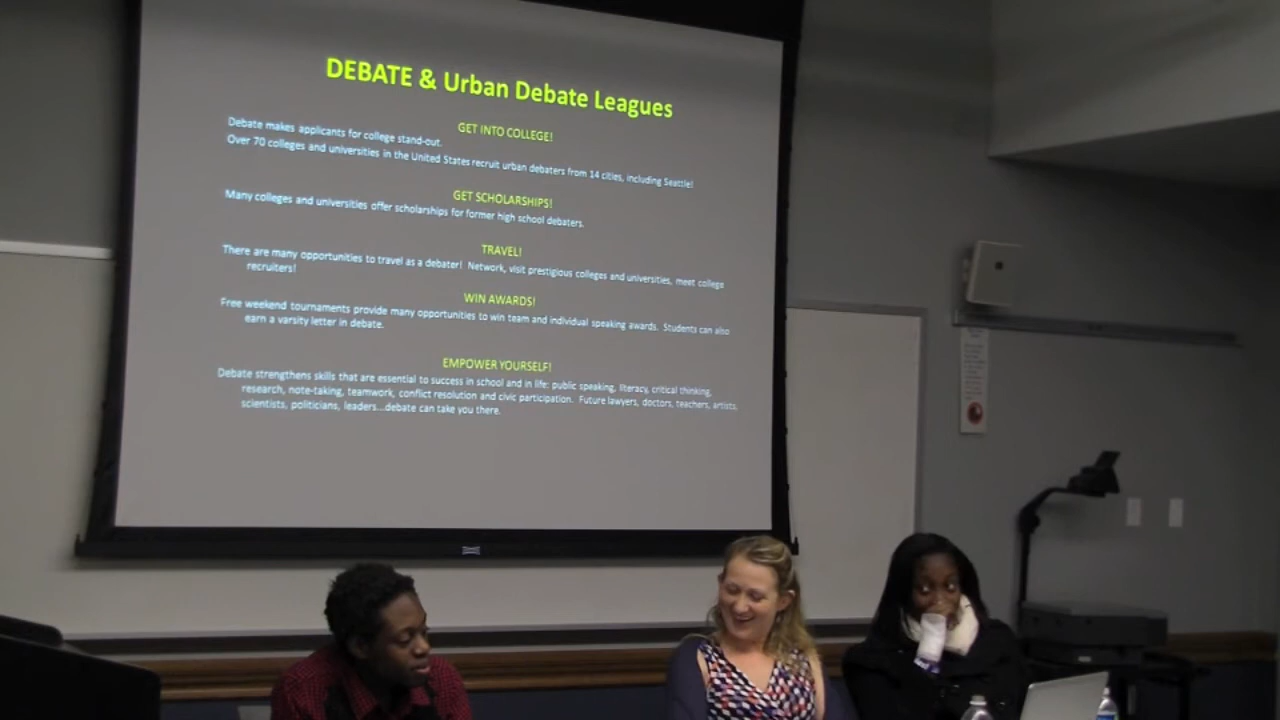 DEBATE & Urban Debate Leagues
GET INTO COLLEGE!
Debate makes applicants for college stand-out.
Over 70 colleges and universities in the United States recruit urban debaters from 14 cities, including Seattle!
GET SCHOLARSHIPS!
Many colleges and universities offer scholarships for former high school debaters.
TRAVEL!
There are many opportunities to travel as a debater! Network, visit prestigious colleges and universities, meet college
recruiters!
WIN AWARDS!
Free weekend tournaments provide many opportunities to win team and individual speaking awards. Students can also
earn a varsity letter in debate.
EMPOWER YOURSELF!
Debate strengthens skills that are essential to success in school and in life: public speaking, literacy, critical thinking,
research, note-taking, teamwork, conflict resolution and civic participation. Future lawyers, doctors, teachers, artists,
scientists, politicians, leaders...debate can take you there.